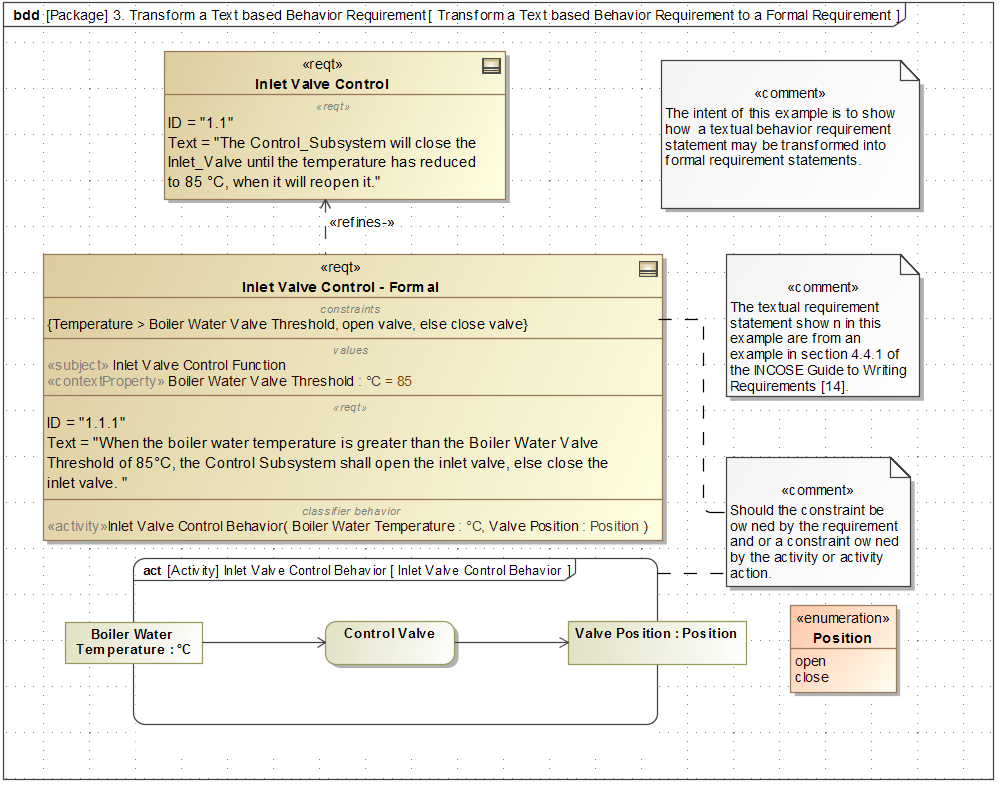 bdd [Package] 3. Transform a Text based Behavior Requirement[ Transform a Text based Behavior Requirement to a Formal Requirement ]
«reqt»
Inlet Valve Control
«reqt»
ID = "1.1"
Text = "The Control_Subsystem will close the
Inlet_Valve until the temperature has reduced
to 85 °C, when it will reopen it."
«comment»
The intent of this example is to show
how a textual behavior requirement
statement may be transformed into
formal requirement statements.
«refines-»
«reqt»
Inlet Valve Control - Formal
constraints
{Temperature > Boiler Water Valve Threshold, open valve, else close valve}
values
«subject» Inlet Valve Control Function
«contextProperty» Boiler Water Valve Threshold : °C = 85
«reqt»
ID = "1.1.1"
Text = "When the boiler water temperature is greater than the Boiler Water Valve
Threshold of 85°C, the Control Subsystem shall open the inlet valve, else close the
inlet valve. "
classifier behavior
«activity»Inlet Valve Control Behavior( Boiler Water Temperature : °C, Valve Position : Position )
«comment»
The textual requirement
statement show n in this
example are from an
example in section 4.4.1 of
the INCOSE Guide to Writing
Requirements [14].
«comment»
Should the constraint be
ow ned by the requirement
and or a constraint ow ned
by the activity or activity
action.
act [Activity] Inlet Valve Control Behavior [ Inlet Valve Control Behavior ]
Boiler Water
Temperature : °C
Control Valve
Valve Position : Position
«enumeration»
Position
open
close